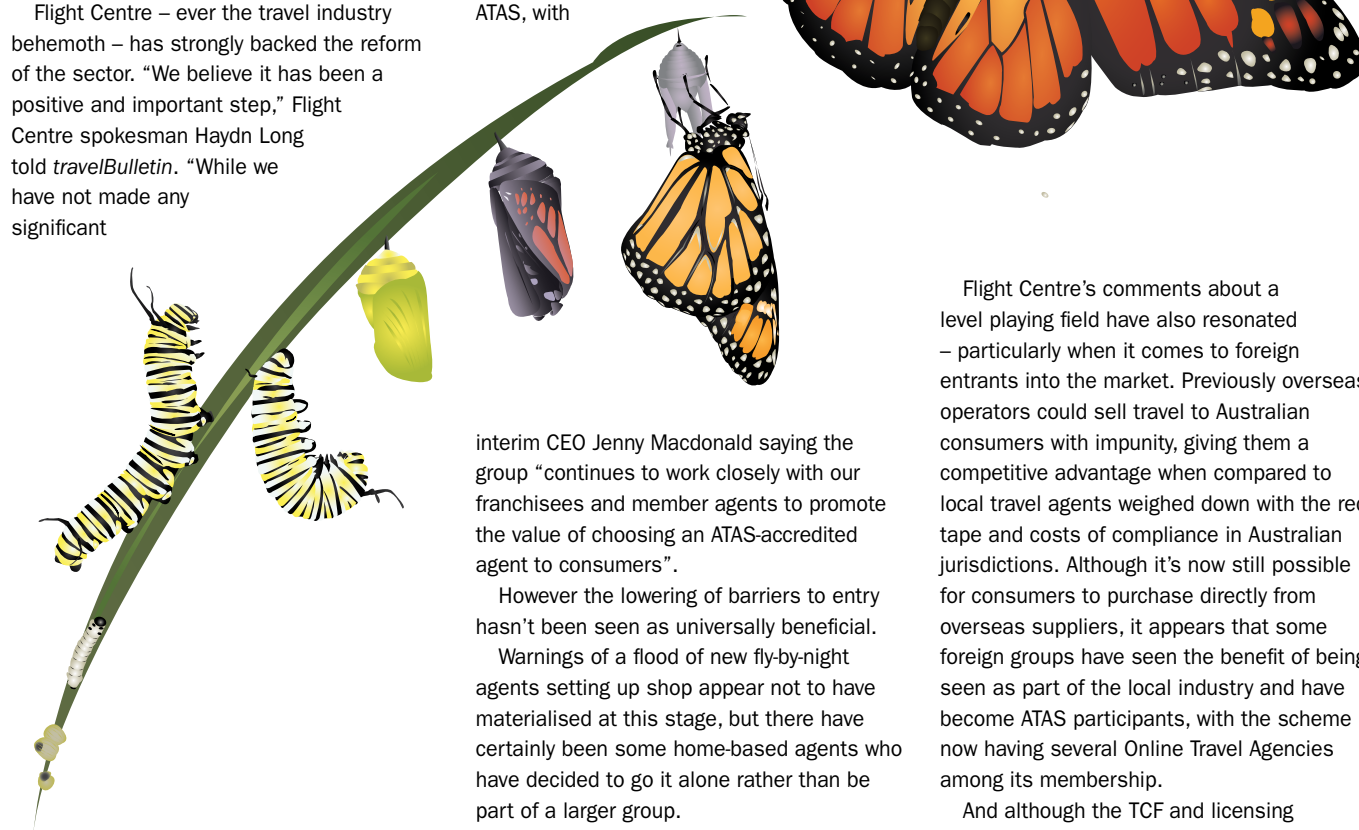 Flight Centre – ever the travel industry
behemoth – has strongly backed the reform
of the sector. “We believe it has been a
positive and important step,” Flight
Centre spokesman Haydn Long
told travelBulletin. “While we
have not made any
significant
ATAS, with
interim CEO Jenny Macdonald saying the
group “continues to work closely with our
franchisees and member agents to promote
the value of choosing an ATAS-accredited
agent to consumers”.
However the lowering of barriers to entry
hasn’t been seen as universally beneficial.
Warnings of a flood of new fly-by-night
agents setting up shop appear not to have
materialised at this stage, but there have
certainly been some home-based agents who
have decided to go it alone rather than be
part of a larger group.
Flight Centre’s comments about a
level playing field have also resonated
– particularly when it comes to foreign
entrants into the market. Previously overseas
operators could sell travel to Australian
consumers with impunity, giving them a
competitive advantage when compared to
local travel agents weighed down with the red
tape and costs of compliance in Australian
jurisdictions. Although it’s now still possible
for consumers to purchase directly from
overseas suppliers, it appears that some
foreign groups have seen the benefit of being
seen as part of the local industry and have
become ATAS participants, with the scheme
now having several Online Travel Agencies
among its membership.
And although the TCF and licensing